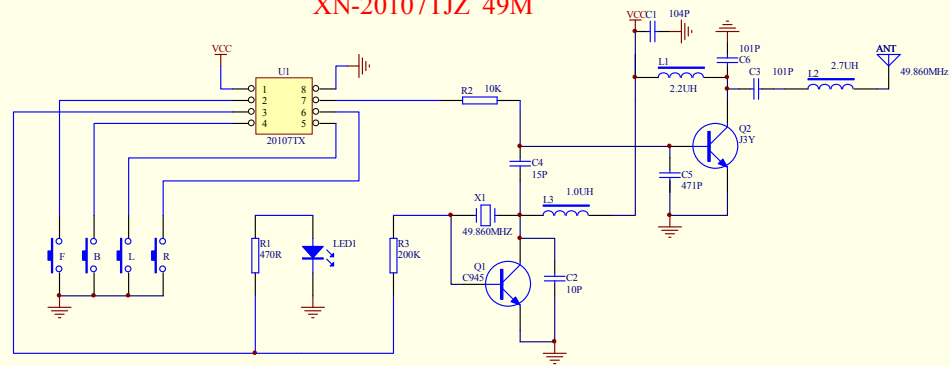 XN-20107TJZ 49M
VCC
U1
1
2
3
4
8
7
6
5
20107TX
R2
10K
VCC
C1
104P
L1
2.2UH
101P
C6
C3
101P
L2
2.7UH
ANT
49.860MHz
Q2
J3Y
C4
15P
C5
471P
X1
49.860MHZ
L3
1.0UH
F
B
L
R
R1
470R
LED1
R3
200K
Q1
C945
C2
10P